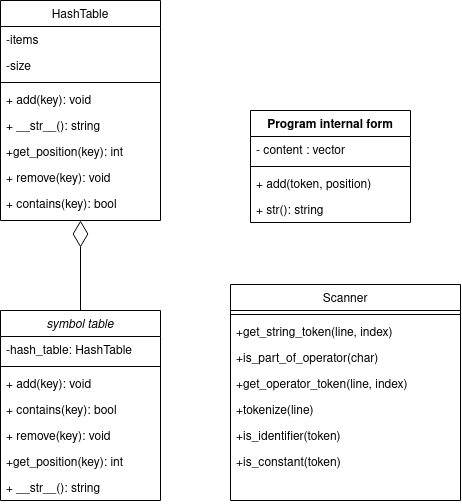 HashTable
-items
-size
+ add(key): void
+ __str__(): string
+get_position(key): int
+ remove(key): void
+ contains(key): bool
Program internal form
- content : vector
+ add(token, position)
+ str(): string
symbol table
-hash_table: HashTable
+ add(key): void
+ contains(key): bool
+ remove(key): void
+get_position(key): int
+ __str__(): string
Scanner
+get_string_token(line, index)
+is_part_of_operator(char)
+get_operator_token(line, index)
+tokenize(line)
+is_identifier(token)
+is_constant(token)